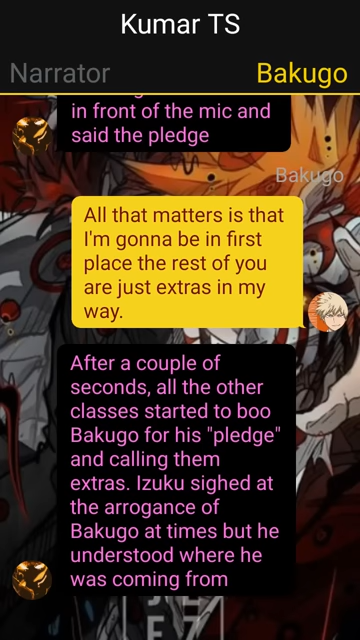 Kumar TS
Narrator
Bakugo
in front of the mic and
said the pledge
Bakugo
All that matters is that
I'm gonna be in first
place the rest of you
are just extras in my
way.
After a couple of
seconds, all the other
classes started to boo
Bakugo for his "pledge"
and calling them
extras. Izuku sighed at
the arrogance of
Bakugo at times but he
understood where he
was coming from